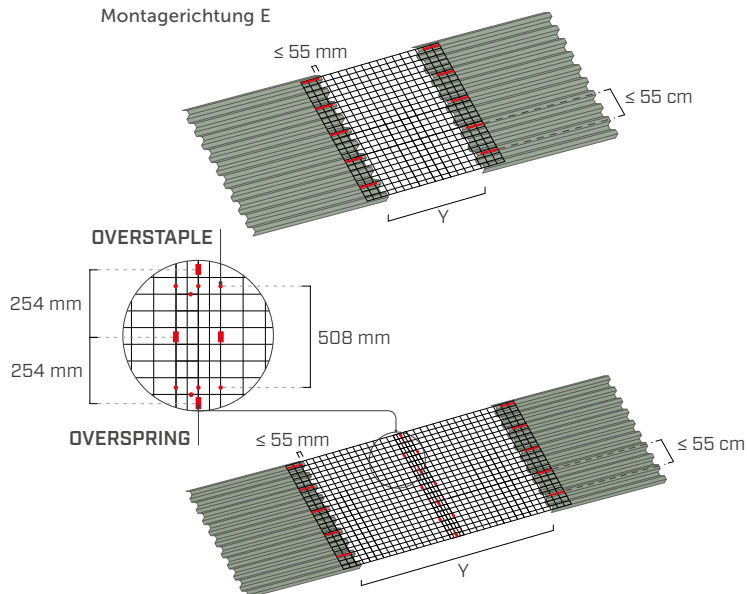 Montagerichtung E
≤ 55 mm
≤ 55 cm
Y
OVERSTAPLE
254 mm
508 mm
254 mm
OVERSPRING
≤ 55 mm
≤ 55 cm
Y